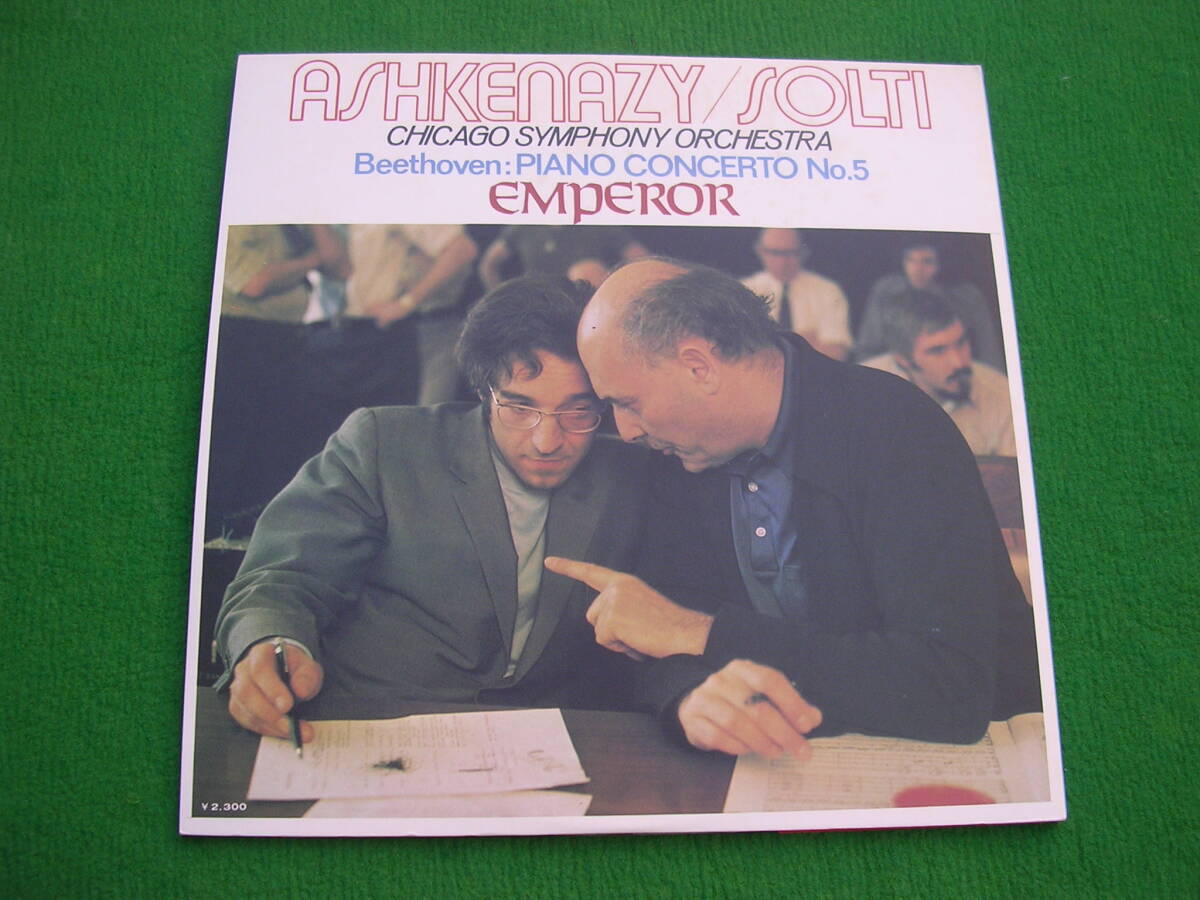 ASHKENAZY/SOLTI
CHICAGO SYMPHONY ORCHESTRA
Beethoven: PIANO CONCERTO No.5
EMPEROR
¥2,300